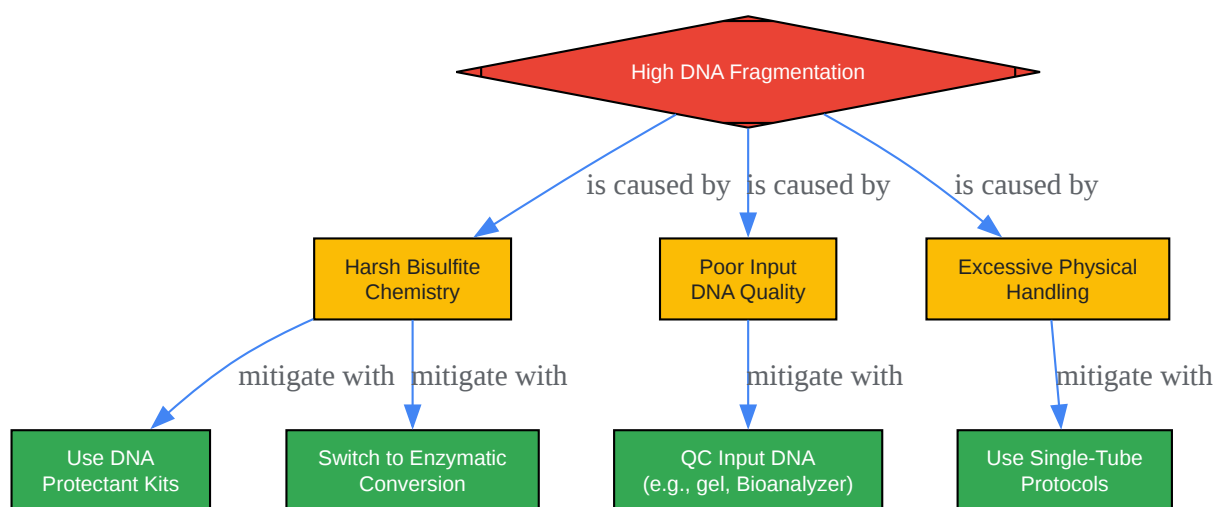 High DNA Fragmentation
is caused by
is caused by
is caused by
Harsh Bisulfite
Chemistry
Poor Input
DNA Quality
Excessive Physical
Handling
mitigate with
mitigate with
mitigate with
mitigate with
Use DNA
Protectant Kits
Switch to Enzymatic
Conversion
QC Input DNA
(e.g., gel, Bioanalyzer)
Use Single-Tube
Protocols